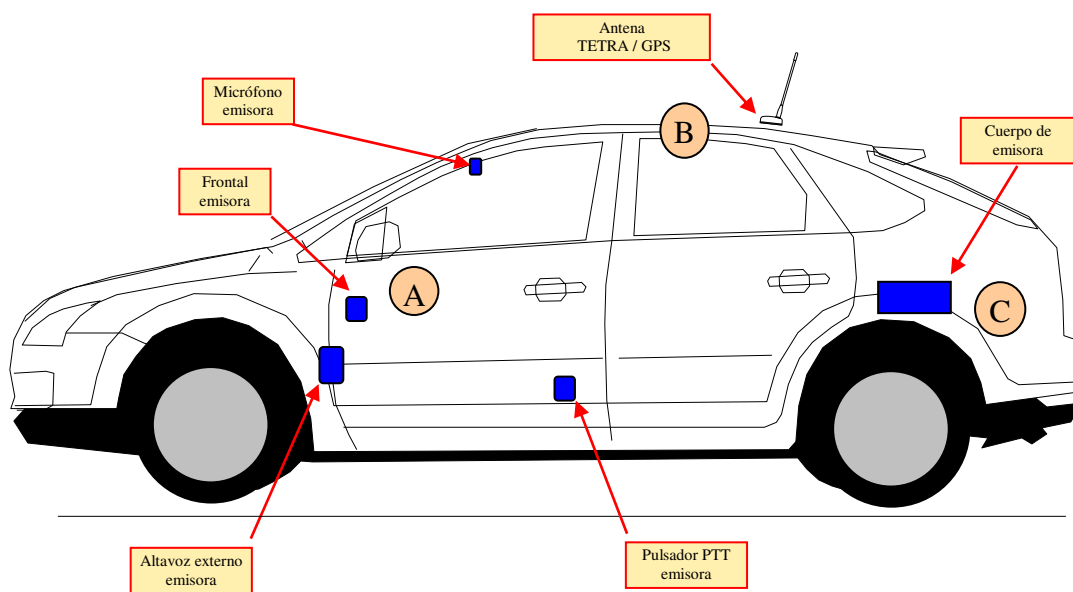 Antena
TETRA / GPS
Micrófono
emisora
B
Cuerpo de
emisora
Frontal
emisora
A
C
Altavoz externo
emisora
Pulsador PTT
emisora